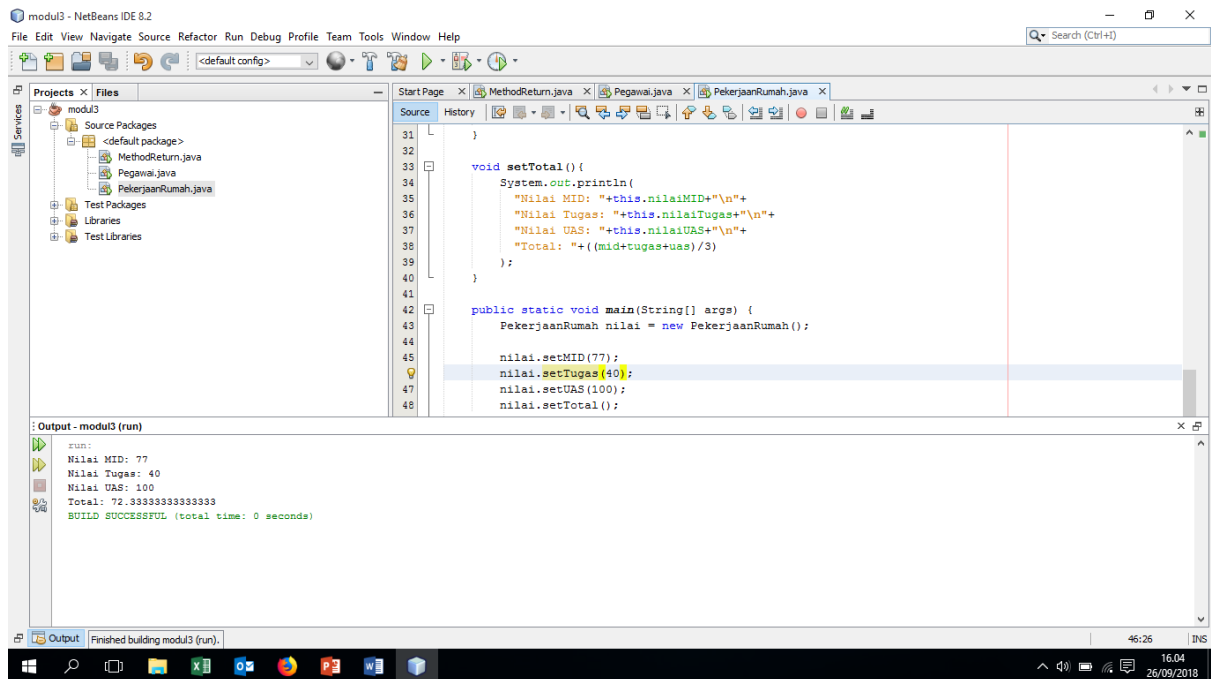 modul3 - NetBeans IDE 8.2
File Edit View Navigate Source Refactor Run Debug Profile Team Tools Window Help
Search (Ctrl+I)
<default config>
Projects Files
Start Page MethodReturn.java Pegawai.java PekerjaanRumah.java
Services
modul3
Source Packages
<default package>
MethodReturn.java
Pegawai.java
PekerjaanRumah.java
Test Packages
Libraries
Test Libraries
Source History
31 }
32
33 void setTotal(){
34 System.out.println(
35 "Nilai MID: "+this.nilaiMID+"\n"+
36 "Nilai Tugas: "+this.nilaiTugas+"\n"+
37 "Nilai UAS: "+this.nilaiUAS+"\n"+
38 "Total: "+((mid+tugas+uas)/3)
39 );
40 }
41
42 public static void main(String[] args) {
43 PekerjaanRumah nilai = new PekerjaanRumah();
44
45 nilai.setMID(77);
nilai.setTugas(40);
47 nilai.setUAS(100);
48 nilai.setTotal();
Output - modul3 (run)
run:
Nilai MID: 77
Nilai Tugas: 40
Nilai UAS: 100
Total: 72.33333333333333
BUILD SUCCESSFUL (total time: 0 seconds)
Output Finished building modul3 (run).
46:26 INS
16.04
26/09/2018